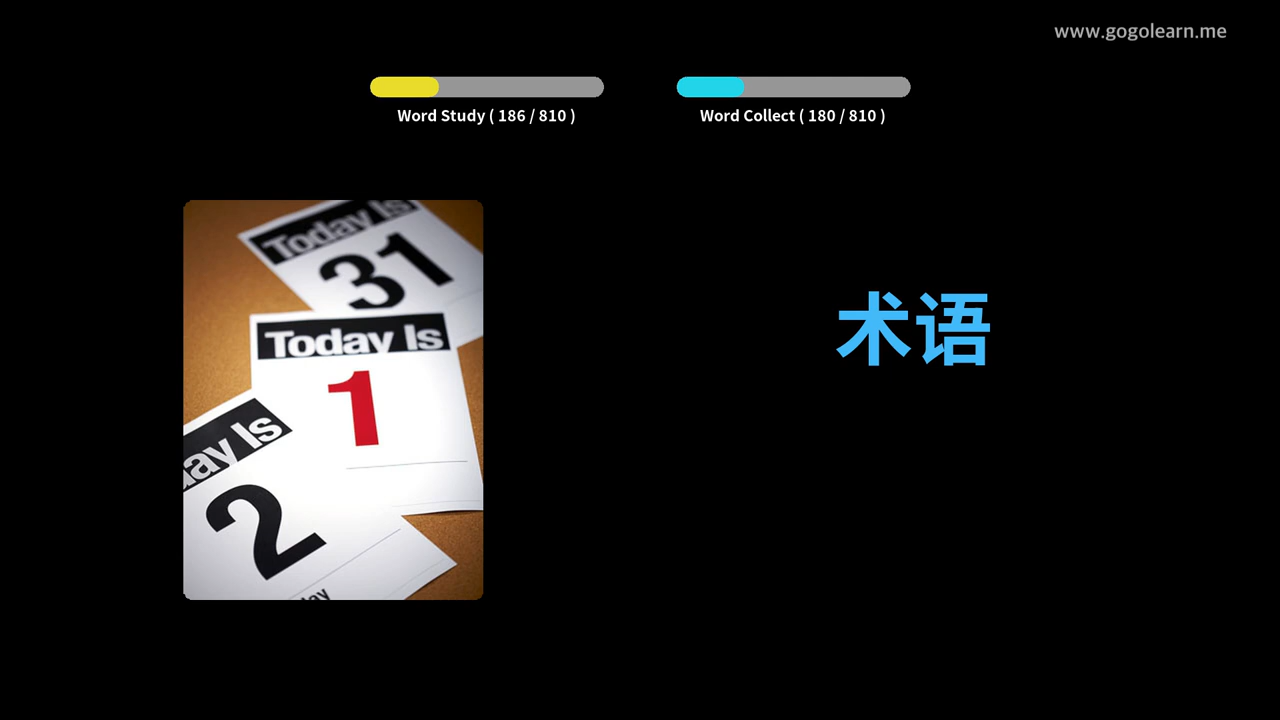 www.gogolearn.me
Word Study ( 186 / 810 )
Word Collect ( 180 / 810 )
Today Is
31
Today Is
1
ay Is
2
术语